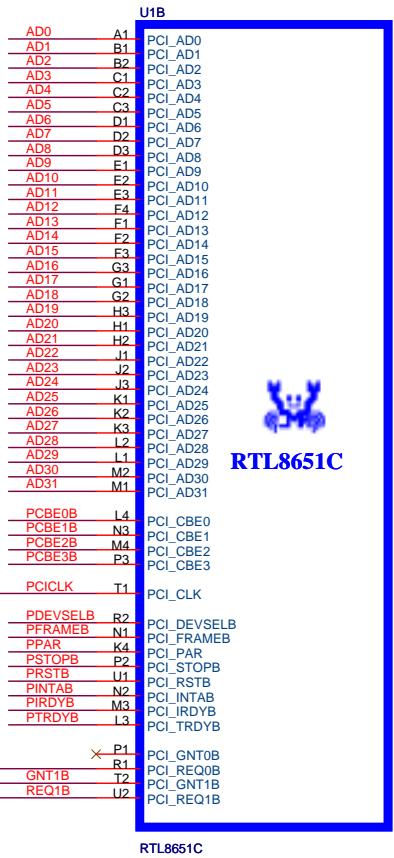 U1B
AD0 A1 PCI_AD0
AD1 B1 PCI_AD1
AD2 B2 PCI_AD2
AD3 C1 PCI_AD3
AD4 C2 PCI_AD4
AD5 C3 PCI_AD5
AD6 D1 PCI_AD6
AD7 D2 PCI_AD7
AD8 D3 PCI_AD8
AD9 E1 PCI_AD9
AD10 E2 PCI_AD10
AD11 E3 PCI_AD11
AD12 F4 PCI_AD12
AD13 F1 PCI_AD13
AD14 F2 PCI_AD14
AD15 F3 PCI_AD15
AD16 G3 PCI_AD16
AD17 G1 PCI_AD17
AD18 G2 PCI_AD18
AD19 H3 PCI_AD19
AD20 H1 PCI_AD20
AD21 H2 PCI_AD21
AD22 J1 PCI_AD22
AD23 J2 PCI_AD23
AD24 J3 PCI_AD24
AD25 K1 PCI_AD25
AD26 K2 PCI_AD26
AD27 K3 PCI_AD27
AD28 L2 PCI_AD28
AD29 L1 PCI_AD29
AD30 M2 PCI_AD30
AD31 M1 PCI_AD31
RTL8651C
PCBE0B L4 PCI_CBE0
PCBE1B N3 PCI_CBE1
PCBE2B M4 PCI_CBE2
PCBE3B P3 PCI_CBE3
PCICLK T1 PCI_CLK
PDEVSELB R2 PCI_DEVSELB
PFRAMEB N1 PCI_FRAMEB
PPAR K4 PCI_PAR
PSTOPB P2 PCI_STOPB
PRSTB U1 PCI_RSTB
PINTAB N2 PCI_INTAB
PIRDYB M3 PCI_IRDYB
PTRDYB L3 PCI_TRDYB
P1 PCI_GNT0B
R1 PCI_REQ0B
GNT1B T2 PCI_GNT1B
REQ1B U2 PCI_REQ1B
RTL8651C